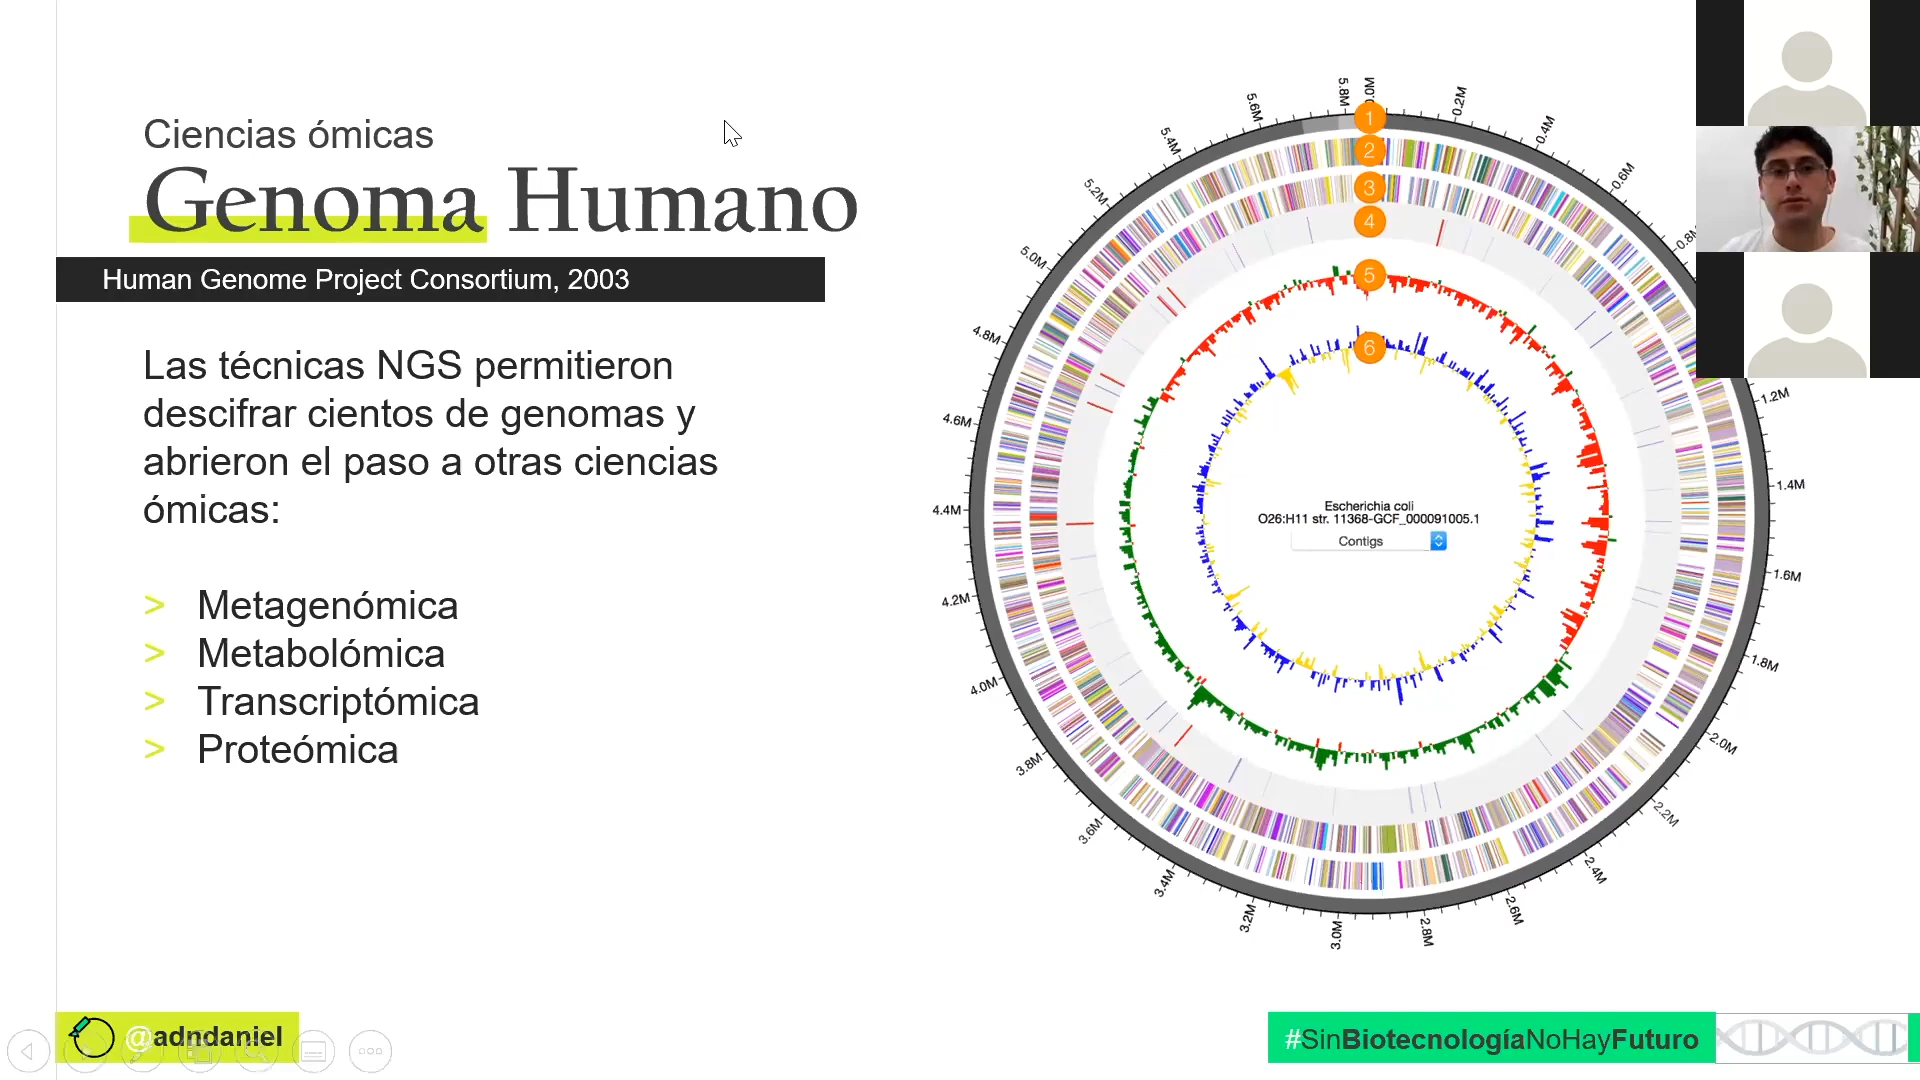 Ciencias ómicas
Genoma Humano
Human Genome Project Consortium, 2003
Las técnicas NGS permitieron
descifrar cientos de genomas y
abrieron el paso a otras ciencias
ómicas:
> Metagenómica
> Metabolómica
> Transcriptómica
> Proteómica
1
2
3
4
5
6
0.2M
0.4M
0.6M
1.2M
1.4M
1.6M
1.8M
2.0M
2.2M
2.4M
2.6M
2.8M
3.0M
3.2M
3.4M
3.6M
3.8M
4.0M
4.2M
4.4M
4.6M
4.8M
5.0M
5.2M
5.4M
5.6M
5.8M
Escherichia coli
O26:H11 str. 11368-GCF_000091005.1
Contigs
@adndaniel
#SinBiotecnologíaNoHayFuturo